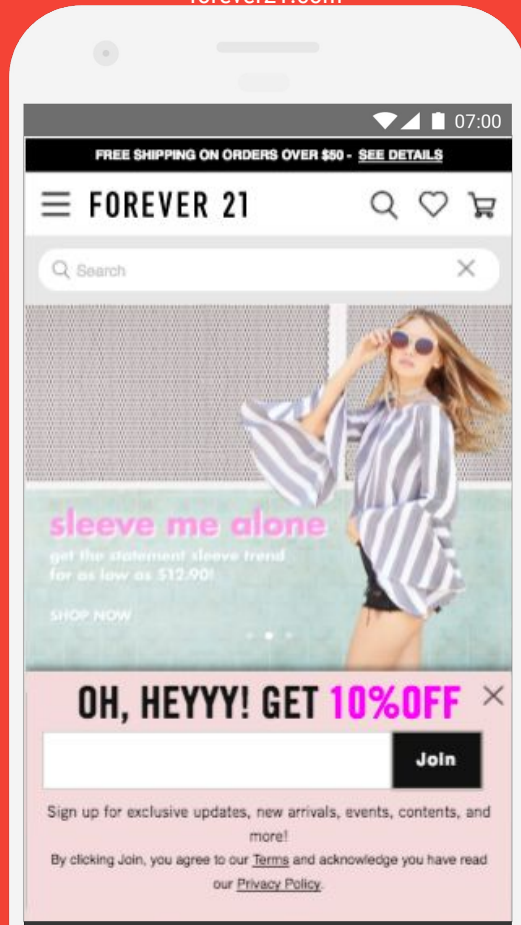 forever21.com
07:00
FREE SHIPPING ON ORDERS OVER $50 - SEE DETAILS
FOREVER 21
Search
sleeve me alone
get the statement sleeve trend
for as low as $12.90!
SHOP NOW
OH, HEYYY! GET 10%OFF
Join
Sign up for exclusive updates, new arrivals, events, contents, and
more!
By clicking Join, you agree to our Terms and acknowledge you have read
our Privacy Policy.